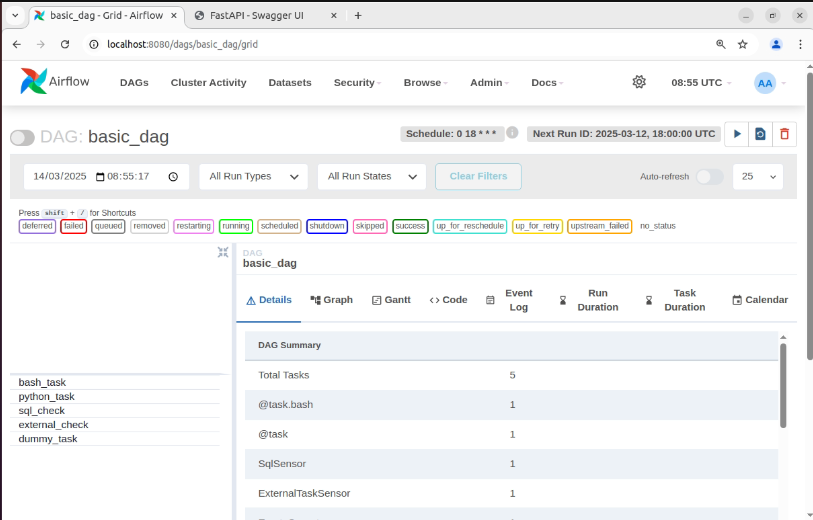 basic_dag - Grid - Airflow
FastAPI - Swagger UI
localhost:8080/dags/basic_dag/grid
Airflow DAGs Cluster Activity Datasets Security Browse Admin Docs 08:55 UTC AA
DAG: basic_dag
Schedule: 0 18 * * *
Next Run ID: 2025-03-12, 18:00:00 UTC
14/03/2025 08:55:17 All Run Types All Run States Clear Filters Auto-refresh 25
Press shift + / for Shortcuts
deferred failed queued removed restarting running scheduled shutdown skipped success up_for_reschedule up_for_retry upstream_failed no_status
bash_task
python_task
sql_check
external_check
dummy_task
DAG
basic_dag
Details Graph Gantt Code Event Log Run Duration Task Duration Calendar
DAG Summary
Total Tasks 5
@task.bash 1
@task 1
SqlSensor 1
ExternalTaskSensor 1